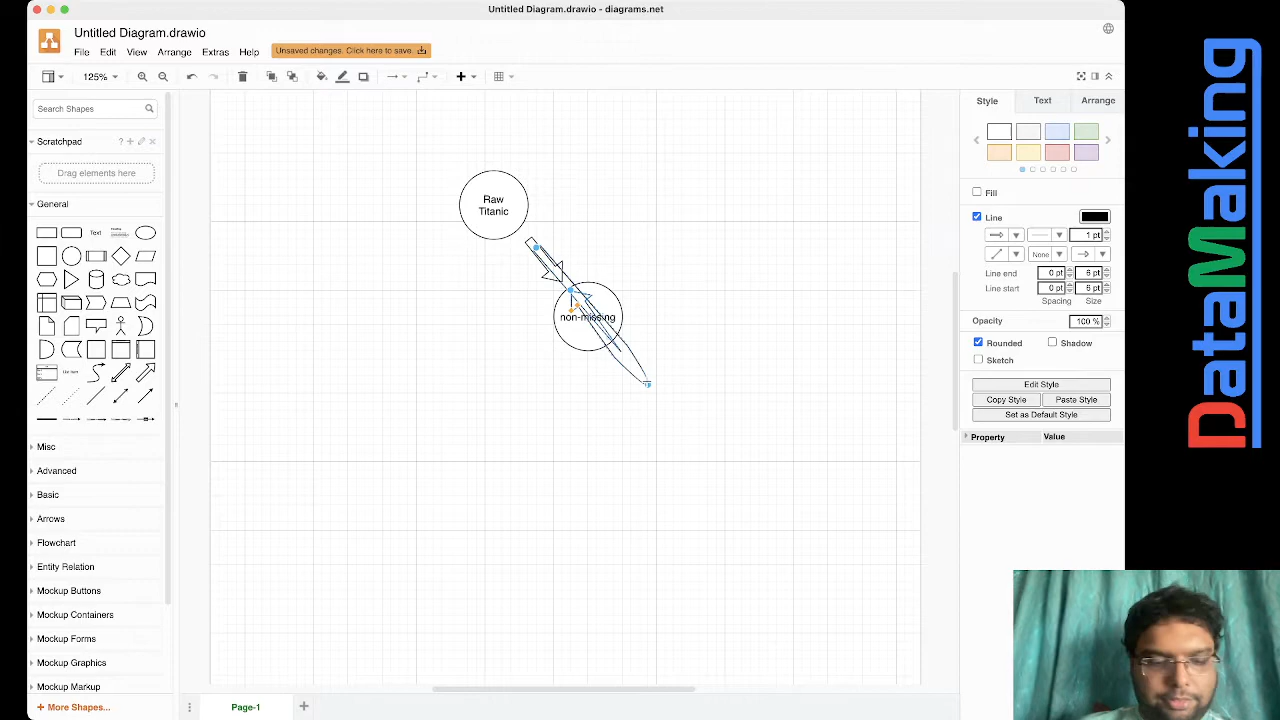 Untitled Diagram.drawio - diagrams.net
Untitled Diagram.drawio
File Edit View Arrange Extras Help
Unsaved changes. Click here to save.
125%
Search Shapes
Scratchpad
?
Drag elements here
General
Text
Heading
List Item
Misc
Advanced
Basic
Arrows
Flowchart
Entity Relation
Mockup Buttons
Mockup Containers
Mockup Forms
Mockup Graphics
Mockup Markup
+ More Shapes...
Raw
Titanic
non-missing
Page-1
Style Text Arrange
Fill
Line
1 pt
None
Line end 0 pt 6 pt
Line start 0 pt 6 pt
Spacing Size
Opacity 100 %
Rounded Shadow
Sketch
Edit Style
Copy Style Paste Style
Set as Default Style
Property Value
DataMaking